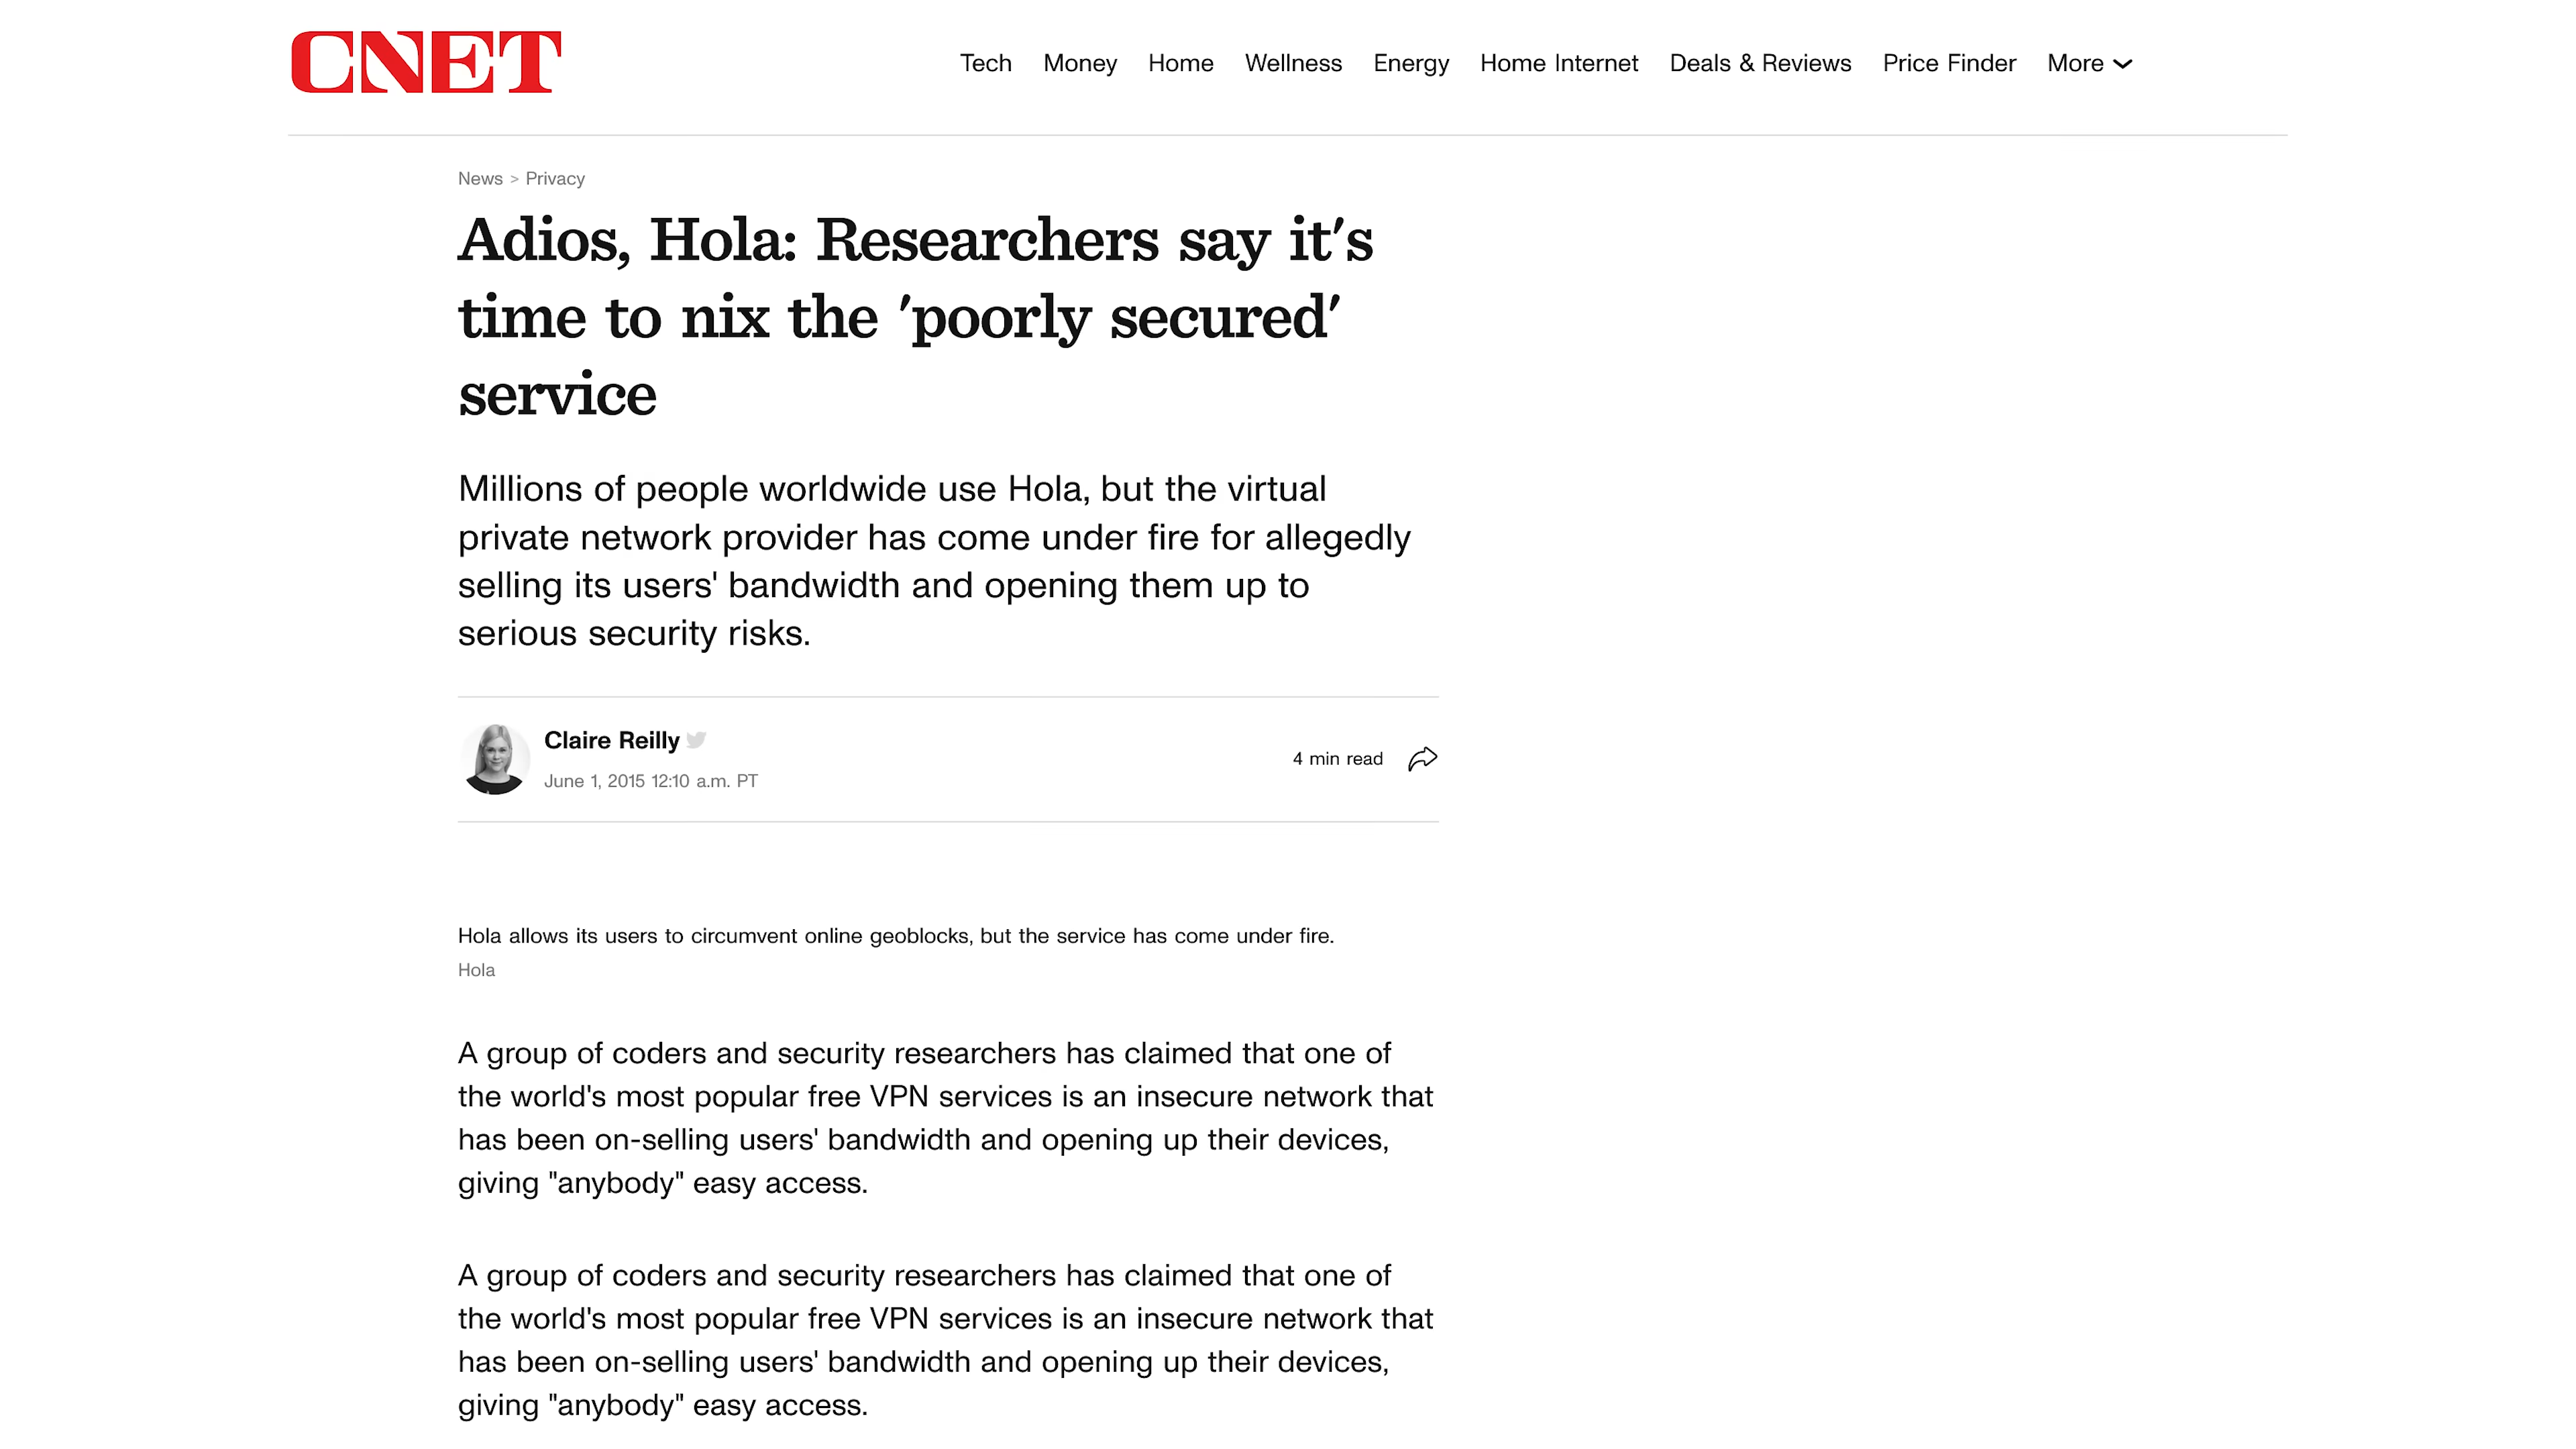 CNET
Tech Money Home Wellness Energy Home Internet Deals & Reviews Price Finder More
News > Privacy
Adios, Hola: Researchers say it's
time to nix the 'poorly secured'
service
Millions of people worldwide use Hola, but the virtual
private network provider has come under fire for allegedly
selling its users' bandwidth and opening them up to
serious security risks.
Claire Reilly
June 1, 2015 12:10 a.m. PT
4 min read
Hola allows its users to circumvent online geoblocks, but the service has come under fire.
Hola
A group of coders and security researchers has claimed that one of
the world's most popular free VPN services is an insecure network that
has been on-selling users' bandwidth and opening up their devices,
giving "anybody" easy access.
A group of coders and security researchers has claimed that one of
the world's most popular free VPN services is an insecure network that
has been on-selling users' bandwidth and opening up their devices,
giving "anybody" easy access.